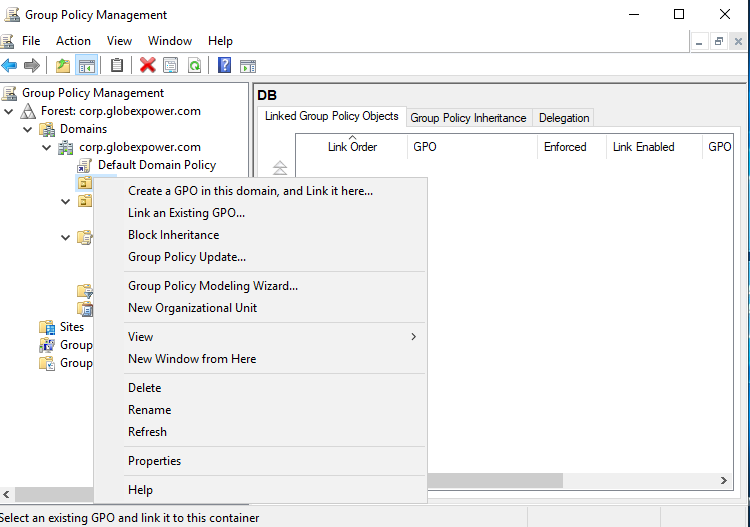 Group Policy Management
File Action View Window Help
Group Policy Management
Forest: corp.globexpower.com
Domains
corp.globexpower.com
Default Domain Policy
Sites
Group
Group
DB
Linked Group Policy Objects Group Policy Inheritance Delegation
Link Order GPO Enforced Link Enabled GPO
Create a GPO in this domain, and Link it here...
Link an Existing GPO...
Block Inheritance
Group Policy Update...
Group Policy Modeling Wizard...
New Organizational Unit
View
New Window from Here
Delete
Rename
Refresh
Properties
Help
Select an existing GPO and link it to this container